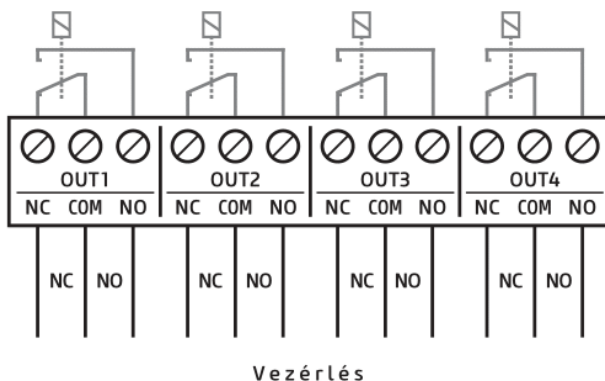 OUT1 OUT2 OUT3 OUT4
NC COM NO NC COM NO NC COM NO NC COM NO
NC NO NC NO NC NO NC NO
Vezérlés